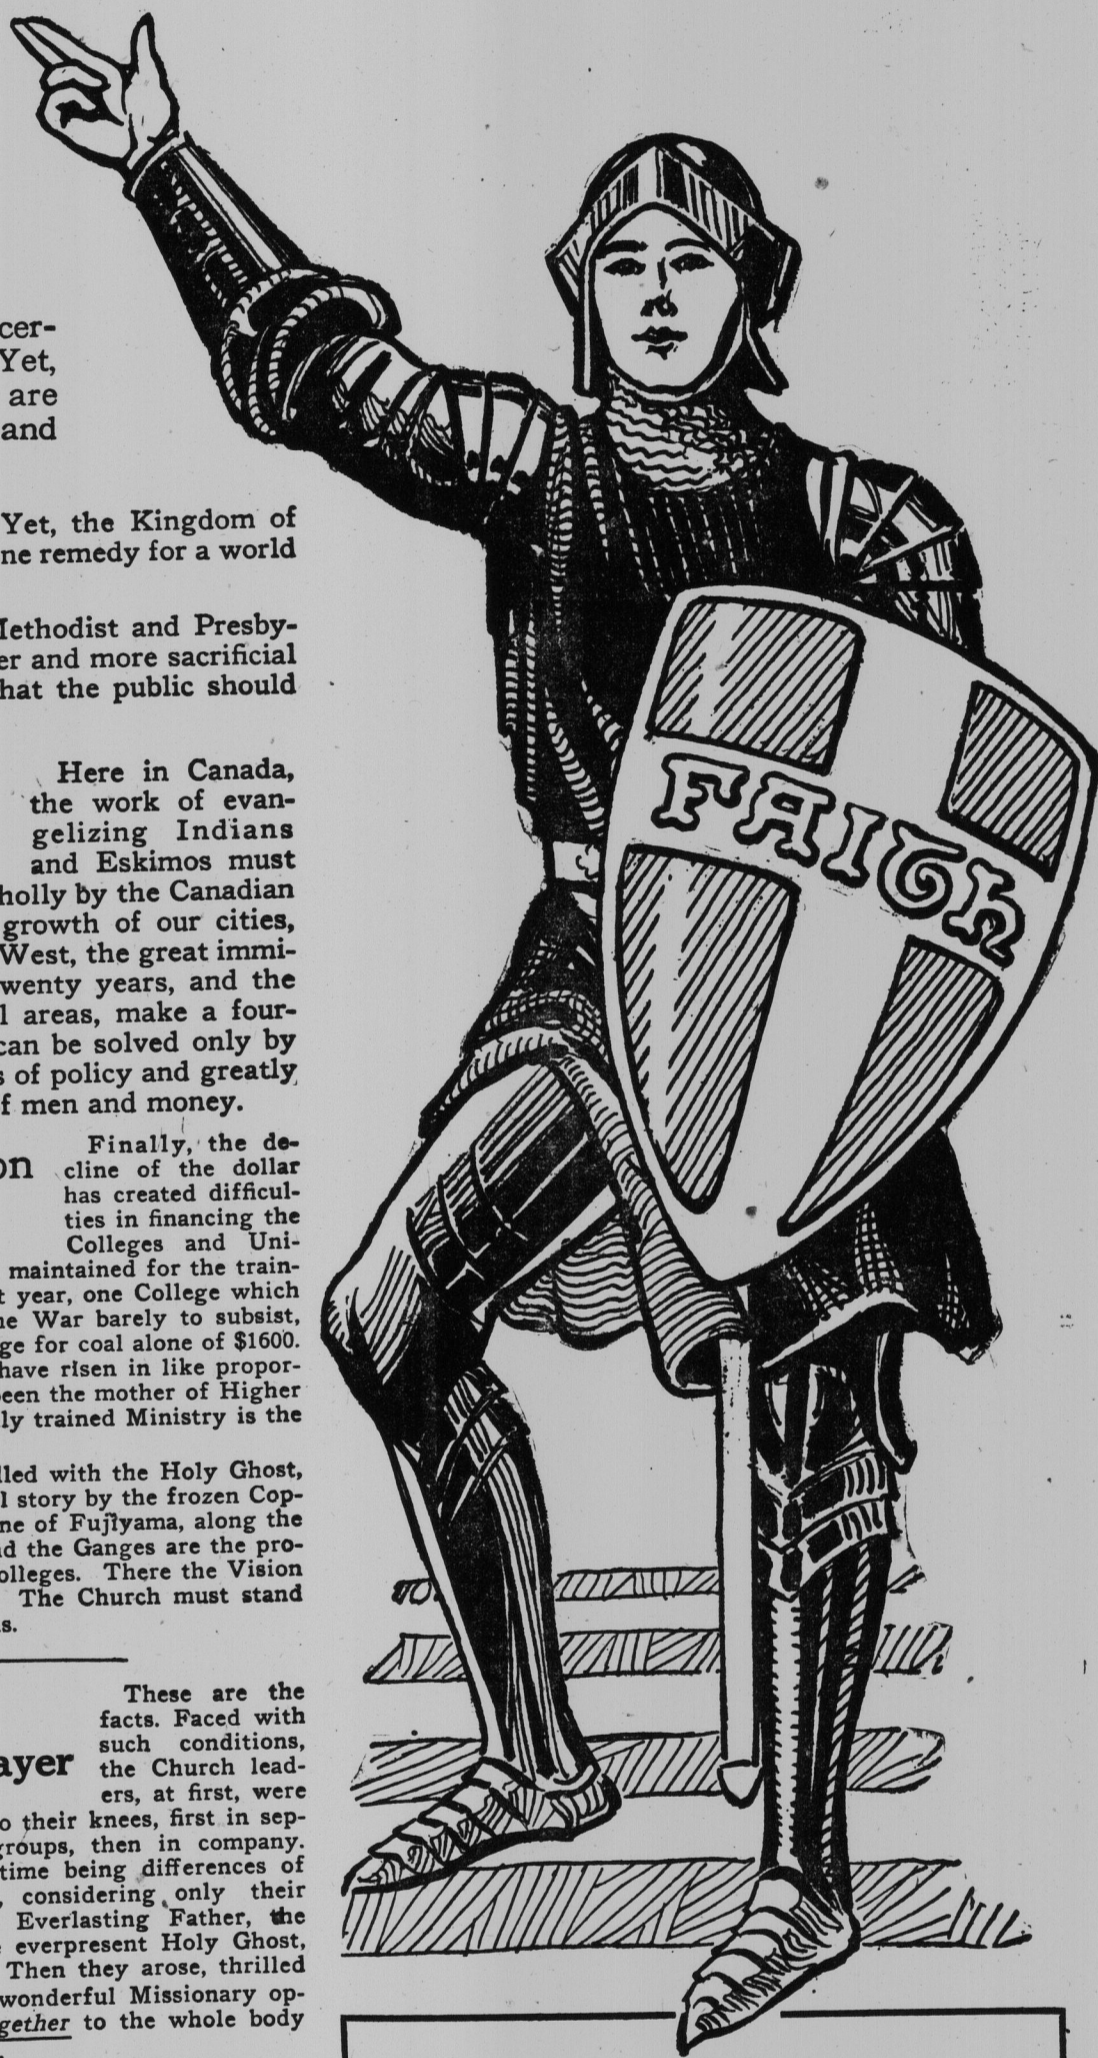 cer-
Yet,
are
and
Yet, the Kingdom of
ne remedy for a world
Methodist and Presby-
er and more sacrificial
hat the public should
Here in Canada,
the work of evan-
gelizing Indians
and Eskimos must
holly by the Canadian
growth of our cities,
West, the great immi-
wenty years, and the
l areas, make a four-
can be solved only by
s of policy and greatly
f men and money.
on
Finally, the de-
cline of the dollar
has created difficul-
ties in financing the
Colleges and Uni-
maintained for the train-
t year, one College which
he War barely to subsist,
ge for coal alone of $1600.
have risen in like propor-
been the mother of Higher
ly trained Ministry is the
lled with the Holy Ghost,
l story by the frozen Cop-
ne of Fujiyama, along the
nd the Ganges are the pro-
olleges. There the Vision
The Church must stand
s.
ayer
These are the
facts. Faced with
such conditions,
the Church lead-
ers, at first, were
o their knees, first in sep-
groups, then in company.
time being differences of
, considering only their
Everlasting Father, the
e everpresent Holy Ghost,
Then they arose, thrilled
wonderful Missionary op-
gether to the whole body
FAITH